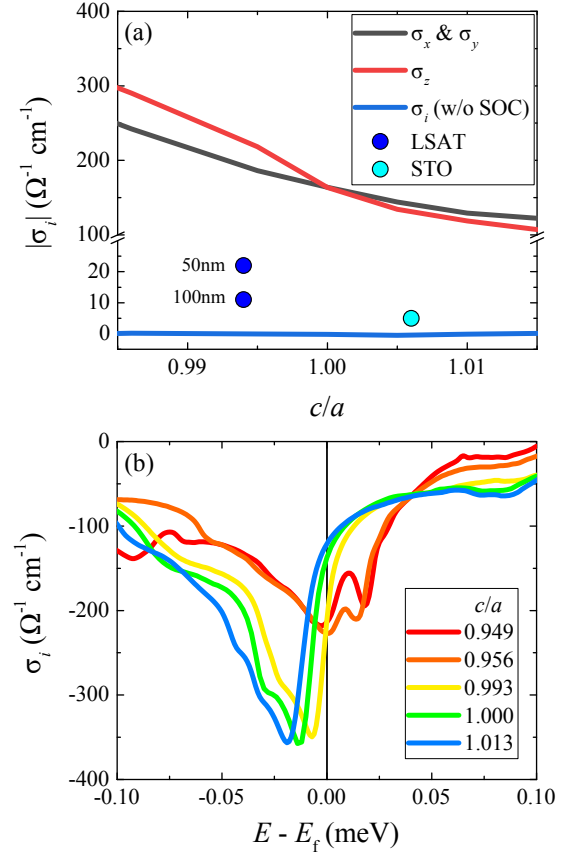 (a)
σx & σy
σz
σi (w/o SOC)
LSAT
STO
|σi| (Ω-1 cm-1)
400
300
200
100
20
10
0
50nm
100nm
0.99
1.00
1.01
c/a
(b)
σi (Ω-1 cm-1)
0
-100
-200
-300
-400
c/a
0.949
0.956
0.993
1.000
1.013
-0.10
-0.05
0.00
0.05
0.10
E - Ef (meV)